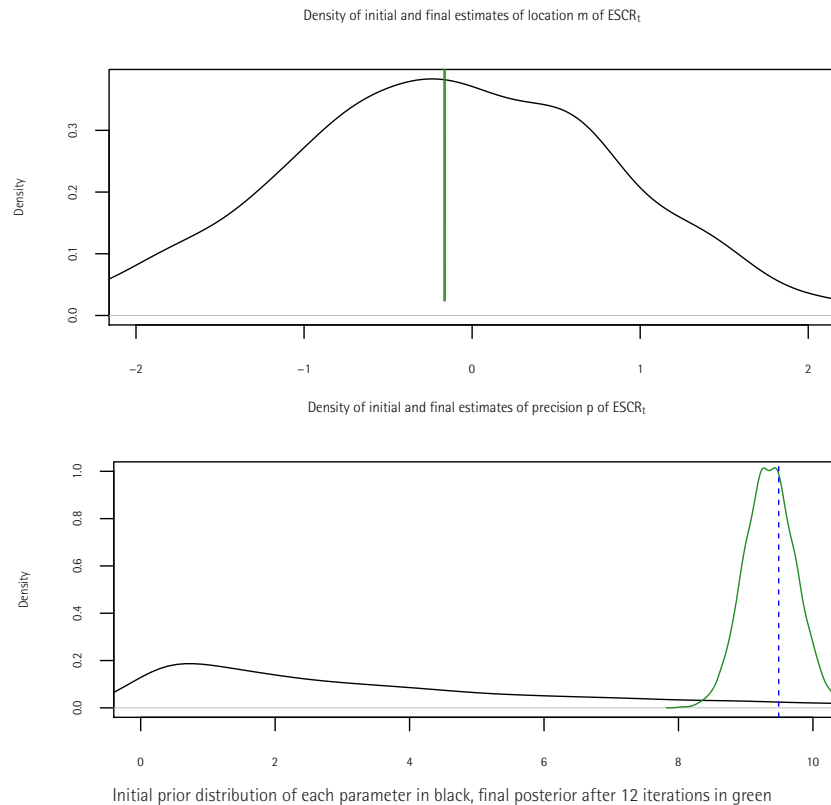 Density of initial and final estimates of location m of ESCRt
Density
0.3
0.2
0.1
0.0
−2 −1 0 1 2
Density of initial and final estimates of precision p of ESCRt
Density
1.0
0.8
0.6
0.4
0.2
0.0
0 2 4 6 8 10
Initial prior distribution of each parameter in black, final posterior after 12 iterations in green